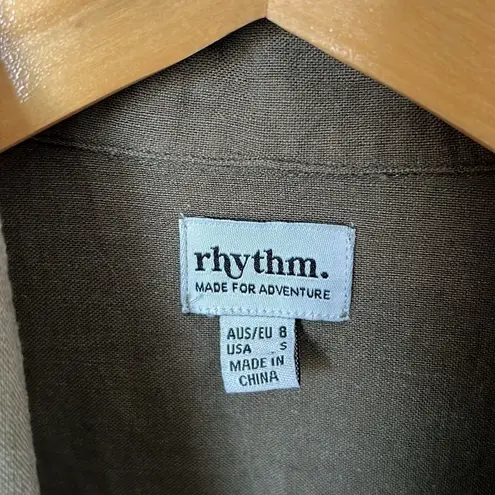 rhythm.
MADE FOR ADVENTURE
AUS/EU 8
USA S
MADE IN
CHINA